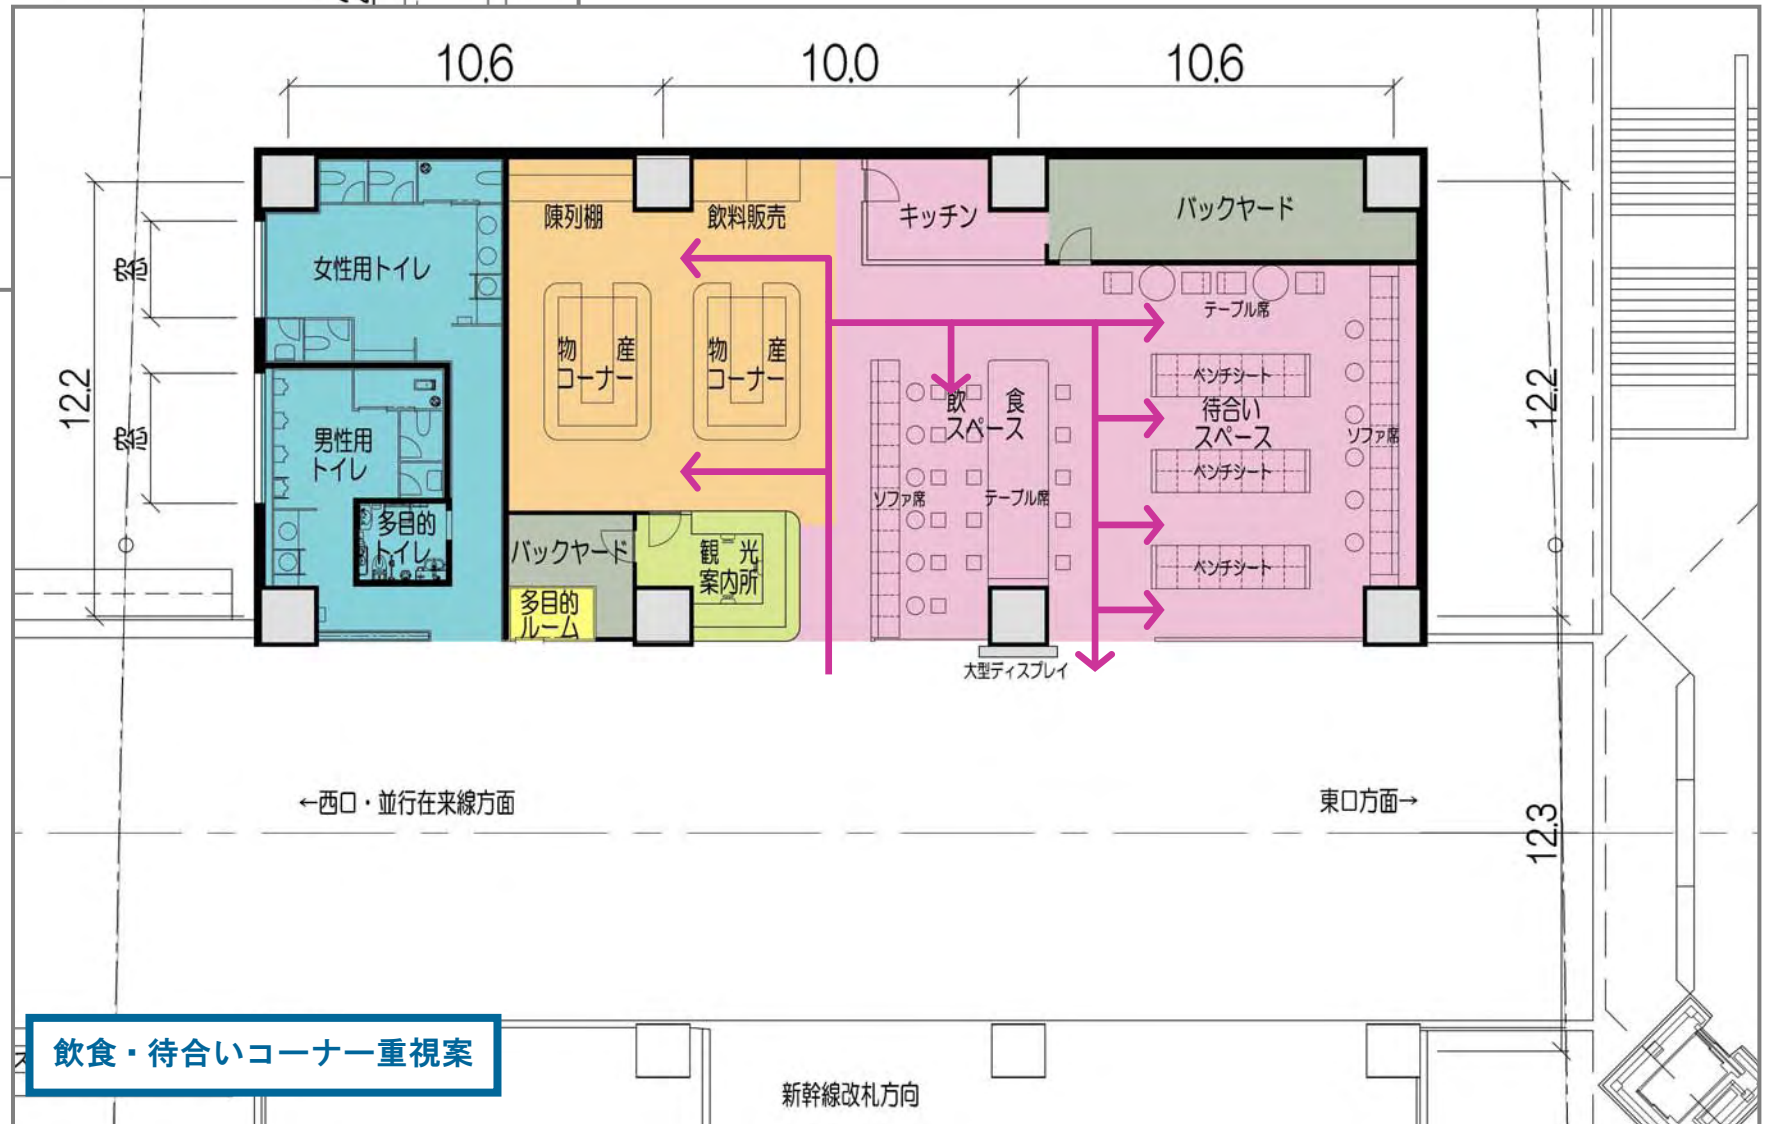 10.6
10.0
10.6
12.2
窓
窓
12.2
12.3
陳列棚
飲料販売
キッチン
バックヤード
女性用トイレ
物産
コーナー
物産
コーナー
テーブル席
ベンチシート
飲食
スペース
待合い
スペース
ソファ席
男性用
トイレ
ベンチシート
ソファ席
テーブル席
多目的
トイレ
バックヤード
観光
案内所
ベンチシート
多目的
ルーム
大型ディスプレイ
←西口・並行在来線方面
東口方面→
飲食・待合いコーナー重視案
新幹線改札方向